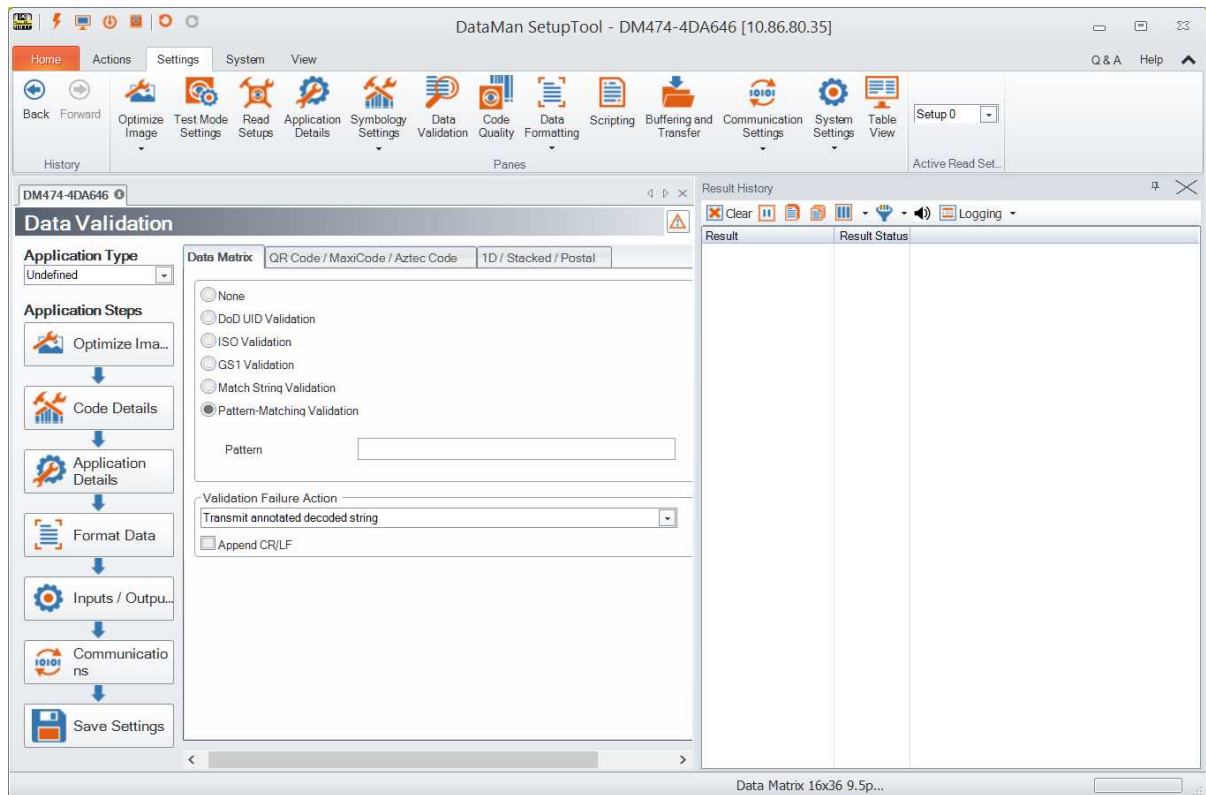 DataMan SetupTool - DM474-4DA646 [10.86.80.35]
Home Actions Settings System View Q & A Help
Back Forward
Optimize Image
Test Mode Settings
Read Setups
Application Details
Symbology Settings
Data Validation
Code Quality
Data Formatting
Scripting
Buffering and Transfer
Communication Settings
System Settings
Table View
Setup 0
History Panes Active Read Set...
DM474-4DA646
Data Validation
Application Type
Undefined
Application Steps
Optimize Ima...
Code Details
Application
Details
Format Data
Inputs / Outpu...
Communicatio
ns
Save Settings
Data Matrix QR Code / MaxiCode / Aztec Code 1D / Stacked / Postal
None
DoD UID Validation
ISO Validation
GS1 Validation
Match String Validation
Pattern-Matching Validation
Pattern
Validation Failure Action
Transmit annotated decoded string
Append CR/LF
Result History
Clear Logging
Result Result Status
Data Matrix 16x36 9.5p...